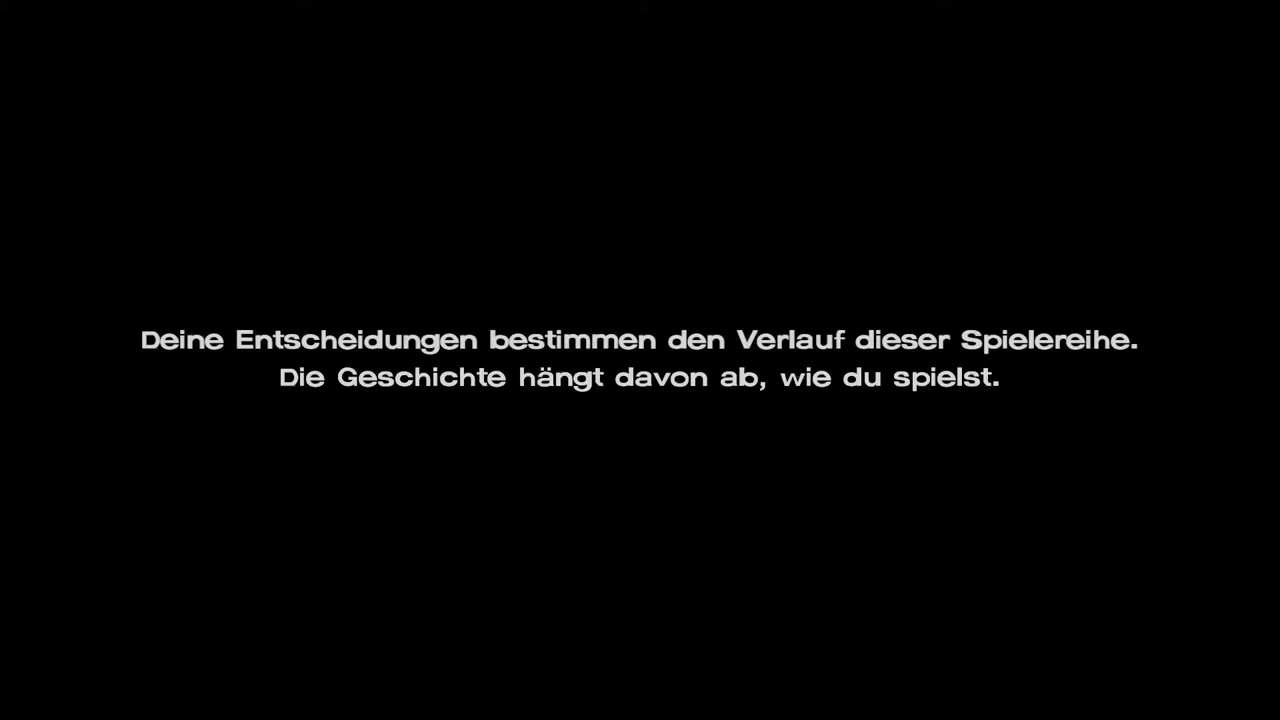 Deine Entscheidungen bestimmen den Verlauf dieser Spielereihe.
Die Geschichte hängt davon ab, wie du spielst.